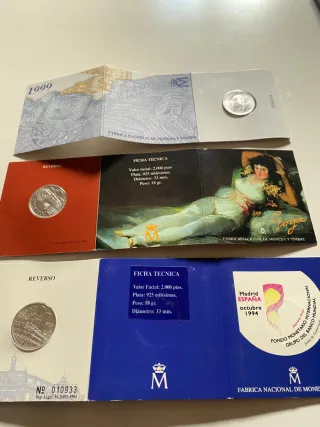 1999
FABRICA NACIONAL DE MONEDA Y TIMBRE
REVERSO
FICHA TÉCNICA
Valor facial: 2.000 ptas.
Plata: 925 milésimas.
Diámetro: 33 mm.
Peso: 18 gr.
Goya
FABRICA NACIONAL DE MONEDA Y TIMBRE
REVERSO
Nº 010933
FICHA TECNICA
Valor Facial: 2.000 ptas.
Plata: 925 milésimas.
Peso: 18 gr.
Diámetro: 33 mm.
M
Madrid
ESPAÑA
octubre
1994
FONDO MONETARIO INTERNACIONAL
GRUPO DEL BANCO MUNDIAL
M
FABRICA NACIONAL DE MONED